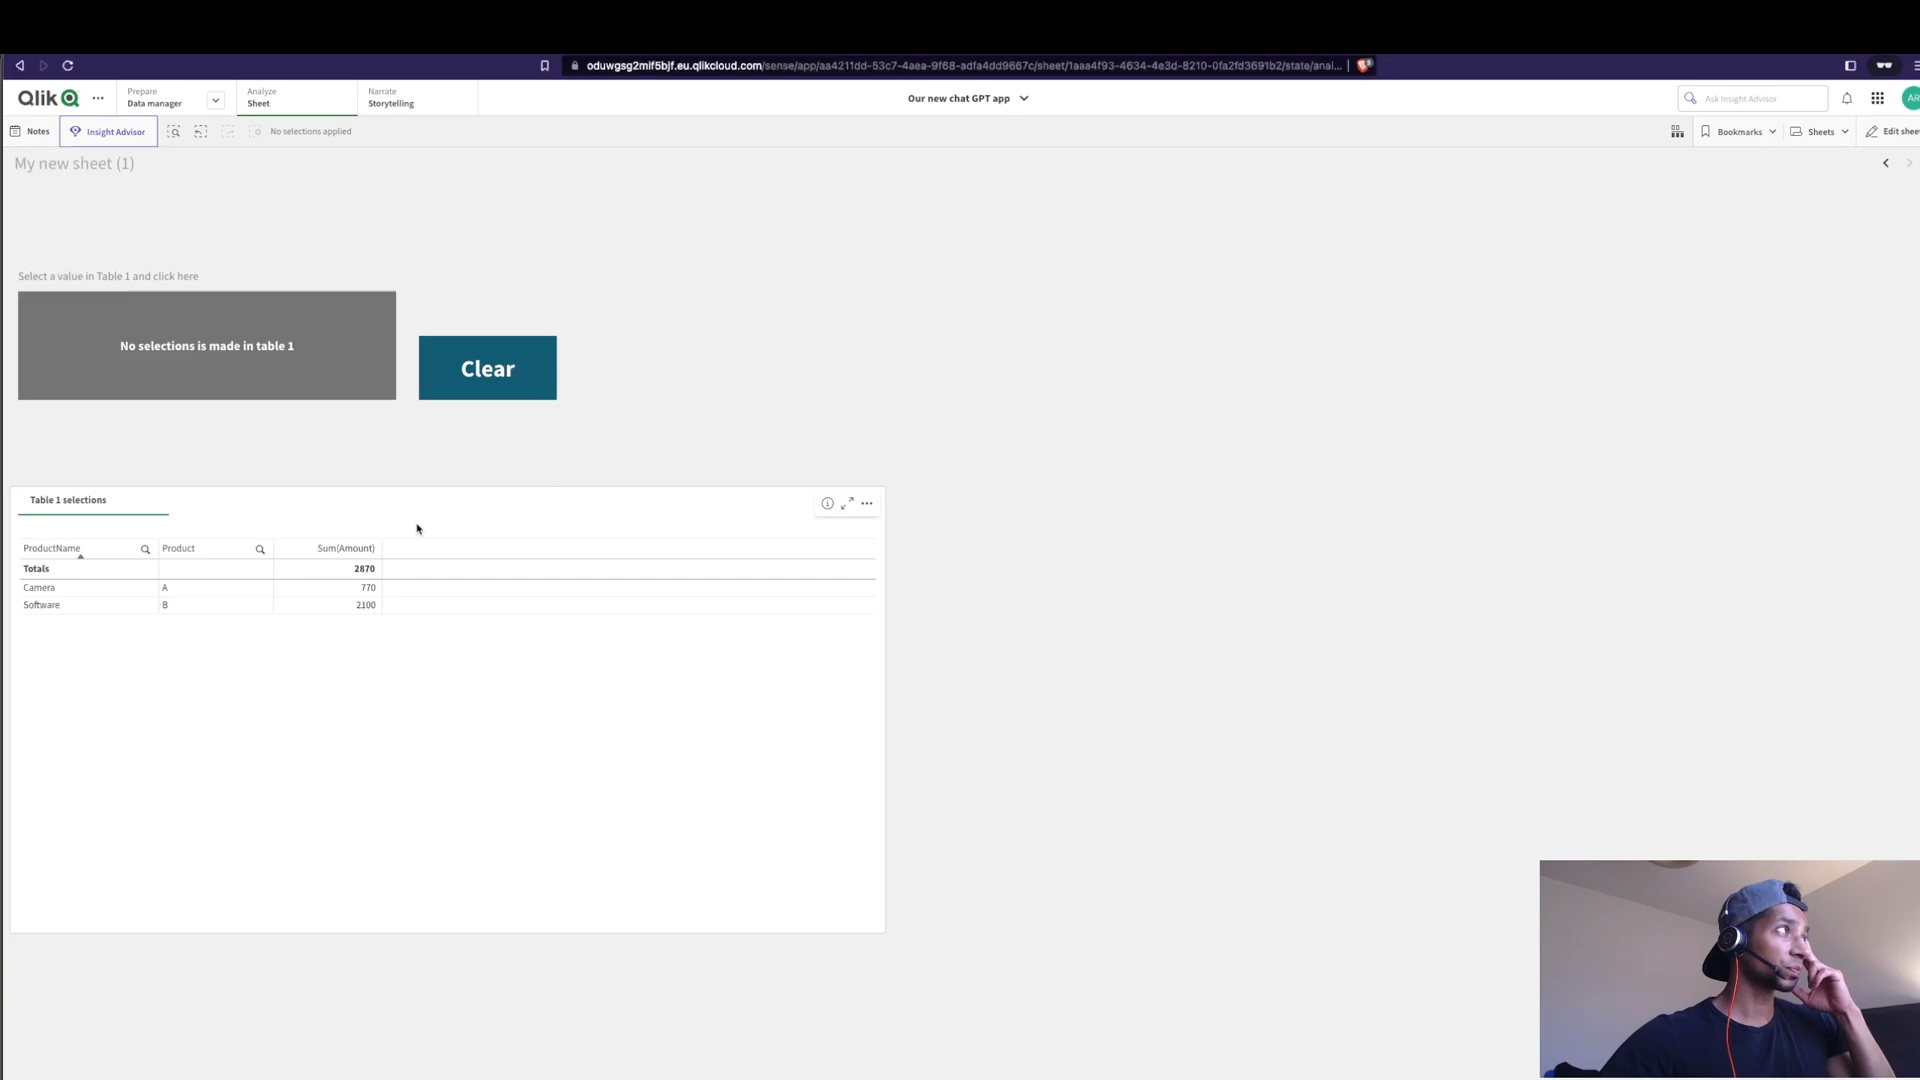 oduwgsg2mlf5bjf.eu.qlikcloud.com/sense/app/aa4211dd-53c7-4aea-9f68-adfa4dd9667c/sheet/1aaa4f93-4634-4e3d-8210-0fa2fd3691b2/state/anal...
Qlik
Prepare
Data manager
Analyze
Sheet
Narrate
Storytelling
Our new chat GPT app
Ask Insight Advisor
AR
Notes
Insight Advisor
No selections applied
Bookmarks
Sheets
Edit sheet
My new sheet (1)
Select a value in Table 1 and click here
No selections is made in table 1
Clear
Table 1 selections
ProductName Product Sum(Amount)
Totals 2870
Camera A 770
Software B 2100